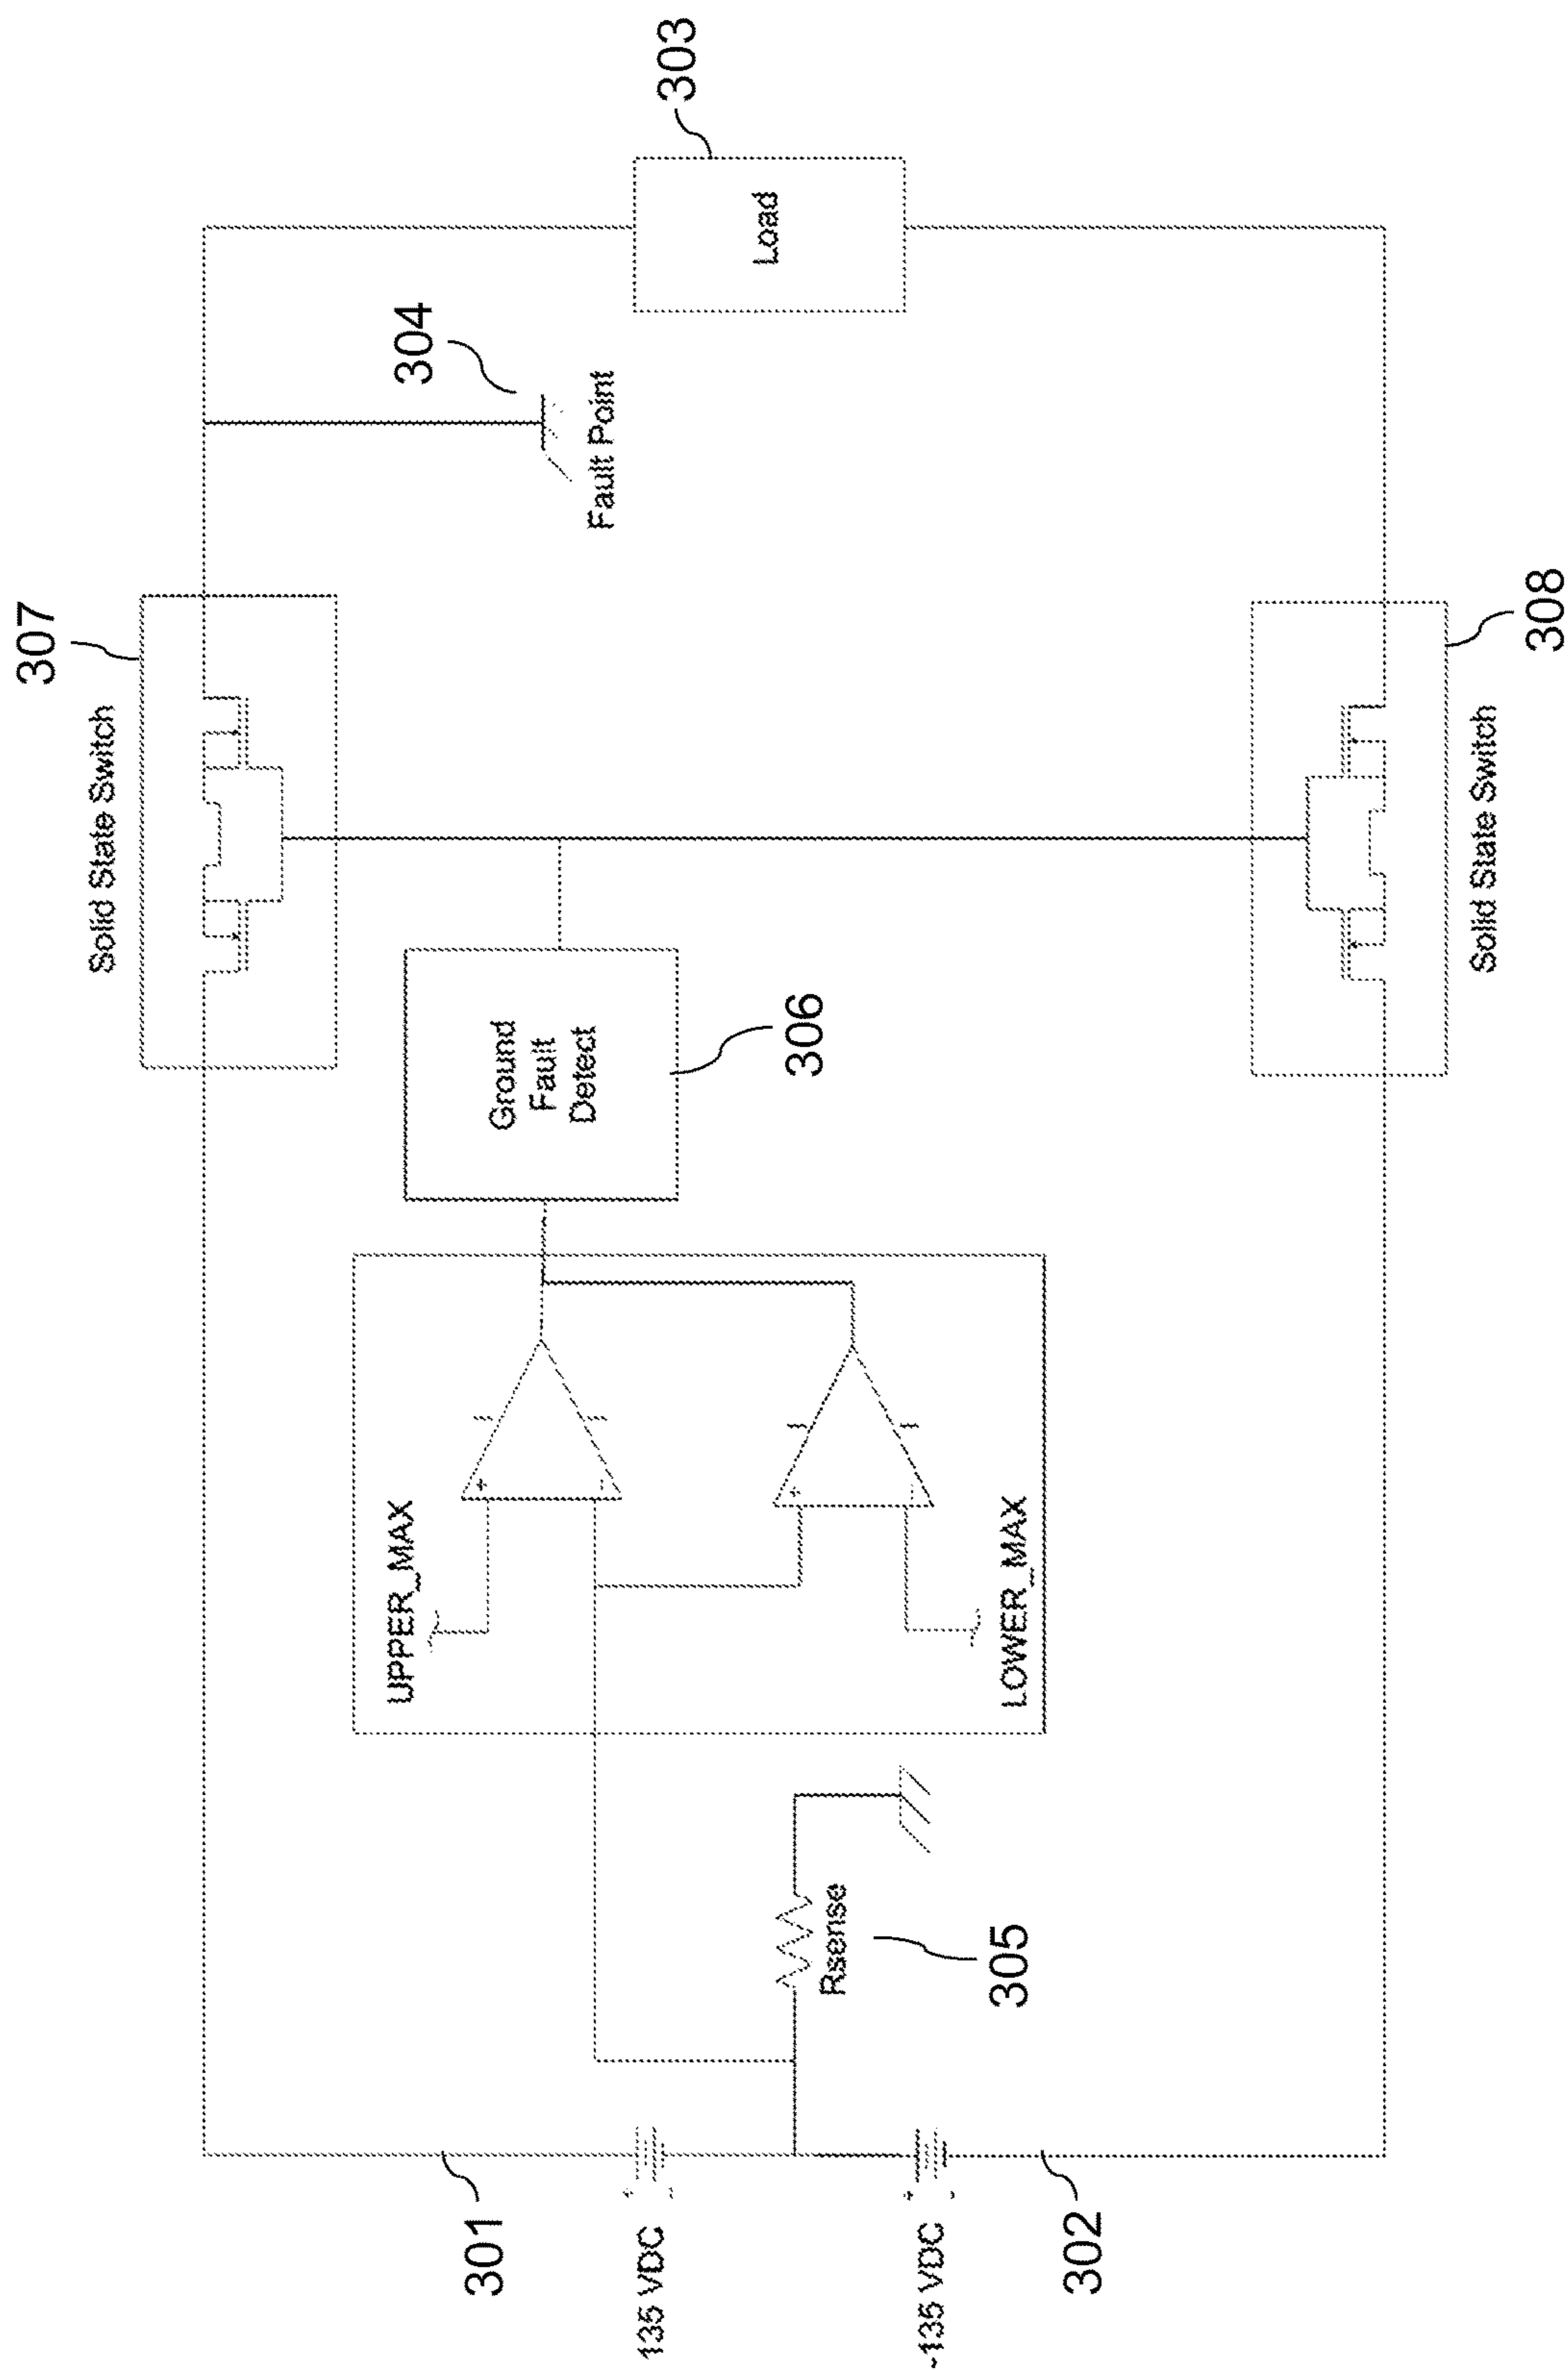 307
Solid State Switch
303
304
Fault Point
Load
Ground
Fault
Detect
306
UPPER_MAX
+
-
+
-
LOWER_MAX
Rsense
305
301
135 VDC
+
-
-135 VDC
+
-
302
308
Solid State Switch